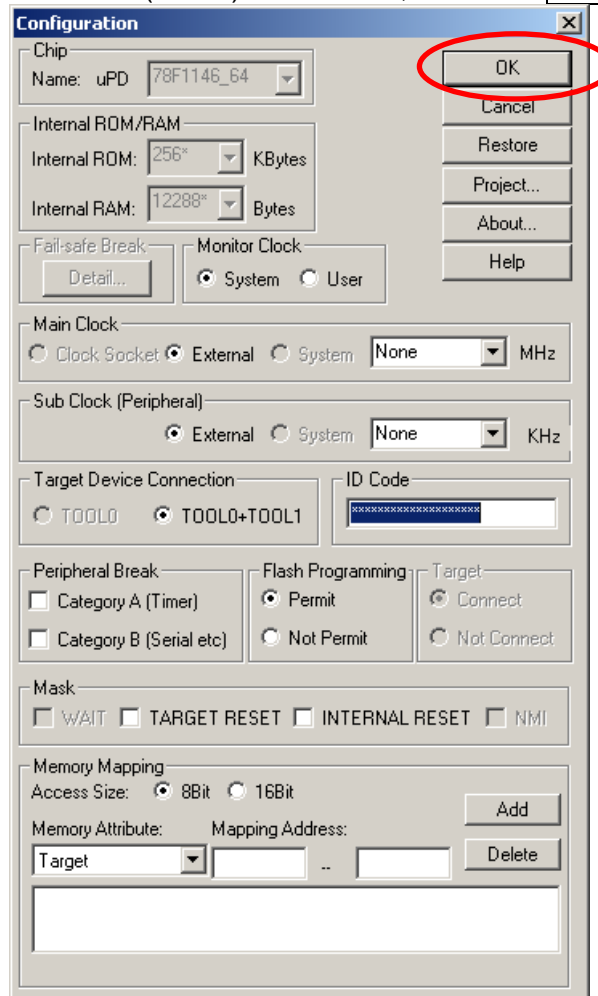 Configuration
Chip
Name: uPD 78F1146_64
OK
Cancel
Internal ROM/RAM
Internal ROM: 256* KBytes
Internal RAM: 12288* Bytes
Restore
Project...
About...
Help
Fail-safe Break
Detail...
Monitor Clock
System User
Main Clock
Clock Socket External System None MHz
Sub Clock (Peripheral)
External System None KHz
Target Device Connection
TOOL0 TOOL0+TOOL1
ID Code
********************
Peripheral Break
Category A (Timer)
Category B (Serial etc)
Flash Programming
Permit
Not Permit
Target
Connect
Not Connect
Mask
WAIT TARGET RESET INTERNAL RESET NMI
Memory Mapping
Access Size: 8Bit 16Bit
Add
Memory Attribute: Mapping Address:
Target ..
Delete